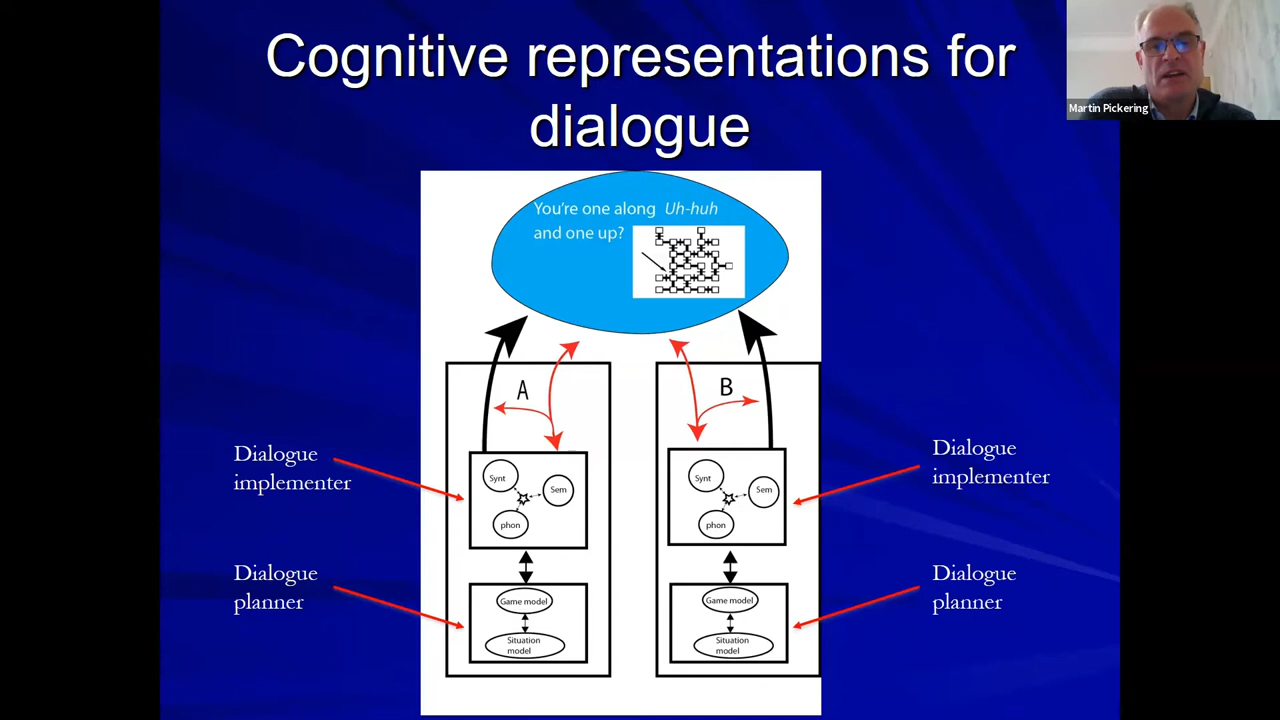 Cognitive representations for
dialogue
Martin Pickering
You're one along Uh-huh
and one up?
A
B
Dialogue
implementer
Synt
Sem
phon
Synt
Sem
phon
Dialogue
implementer
Dialogue
planner
Game model
Situation
model
Game model
Situation
model
Dialogue
planner